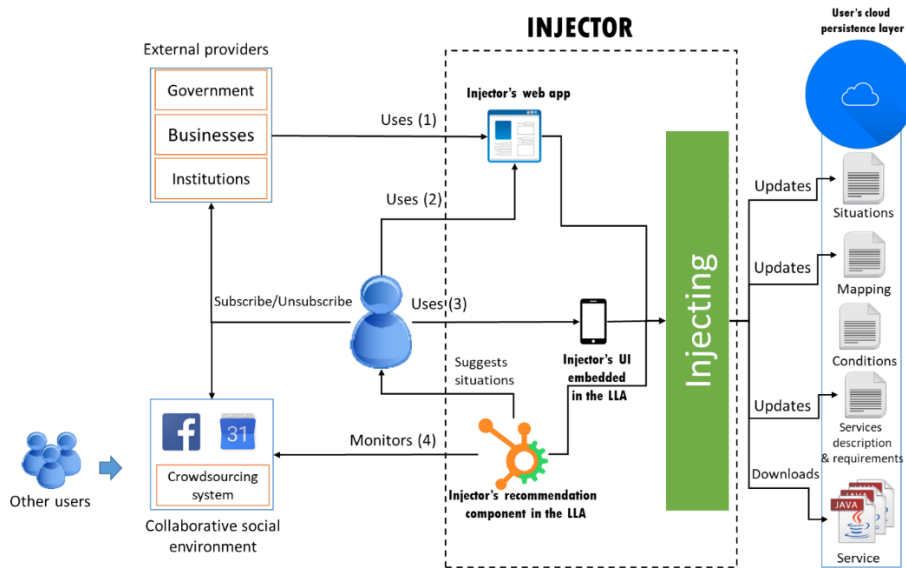 INJECTOR
User's cloud
persistence layer
External providers
Government
Businesses
Institutions
Uses (1)
Injector's web app
Uses (2)
Subscribe/Unsubscribe
Uses (3)
Injector's UI
embedded
in the LLA
Suggests
situations
Monitors (4)
Injector's recommendation
component in the LLA
Injecting
Updates
Situations
Updates
Mapping
Conditions
Updates
Services
description
& requirements
Downloads
JAVA
JAVA
JAVA
Service
Other users
f
31
Crowdsourcing
system
Collaborative social
environment